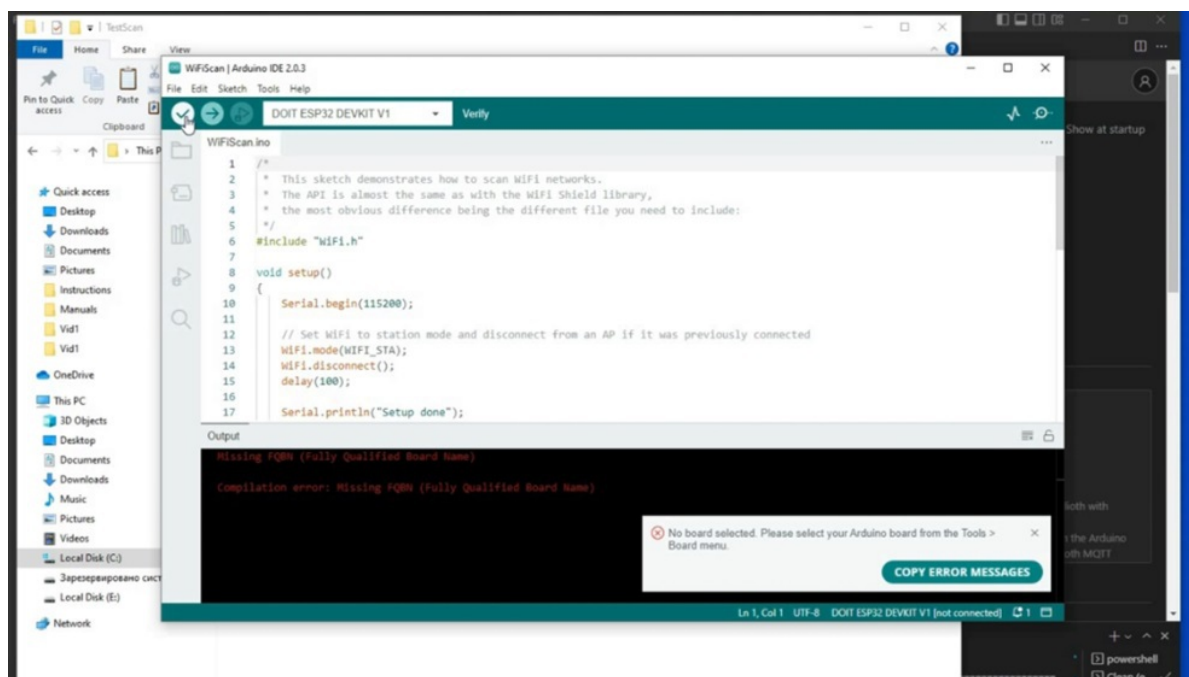 TestScan
File Home Share View
Pin to Quick access
Copy
Paste
Clipboard
This P
Quick access
Desktop
Downloads
Documents
Pictures
Instructions
Manuals
Vid1
Vid1
OneDrive
This PC
3D Objects
Desktop
Documents
Downloads
Music
Pictures
Videos
Local Disk (C:)
Зарезервировано сист
Local Disk (E:)
Network
WiFiScan | Arduino IDE 2.0.3
File Edit Sketch Tools Help
DOIT ESP32 DEVKIT V1
Verify
WiFiScan.ino
1 /*
2 * This sketch demonstrates how to scan WiFi networks.
3 * The API is almost the same as with the WiFi Shield library,
4 * the most obvious difference being the different file you need to include:
5 */
6 #include "WiFi.h"
7
8 void setup()
9 {
10 Serial.begin(115200);
11
12 // Set WiFi to station mode and disconnect from an AP if it was previously connected
13 WiFi.mode(WIFI_STA);
14 WiFi.disconnect();
15 delay(100);
16
17 Serial.println("Setup done");
Output
Missing FQBN (Fully Qualified Board Name)
Compilation error: Missing FQBN (Fully Qualified Board Name)
No board selected. Please select your Arduino board from the Tools >
Board menu.
COPY ERROR MESSAGES
Ln 1, Col 1 UTF-8 DOIT ESP32 DEVKIT V1 [not connected] 1
Show at startup
with
the Arduino
MQTT
powershell